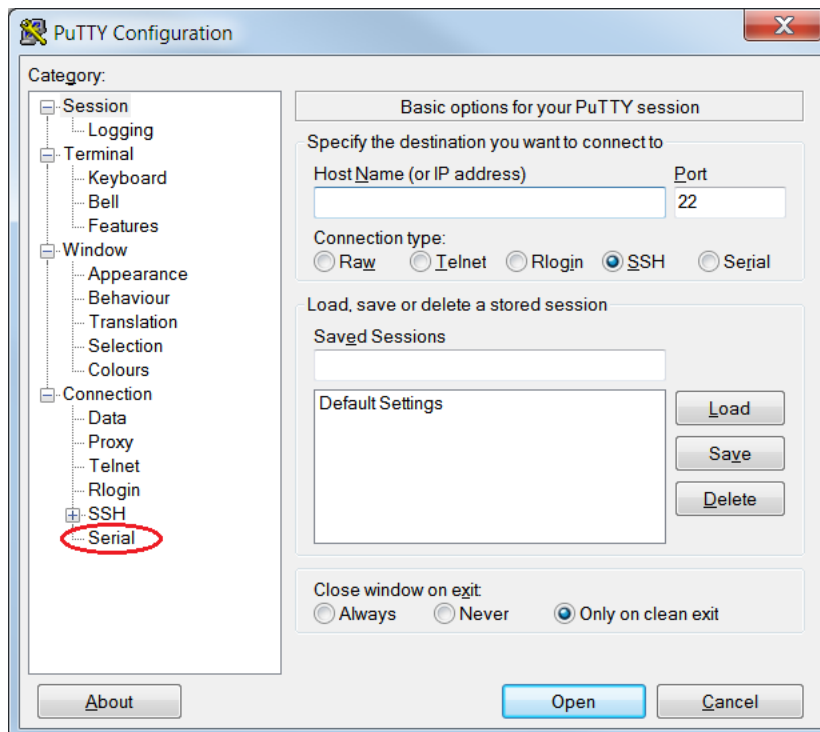 PuTTY Configuration
Category:
Session
Logging
Terminal
Keyboard
Bell
Features
Window
Appearance
Behaviour
Translation
Selection
Colours
Connection
Data
Proxy
Telnet
Rlogin
SSH
Serial
Basic options for your PuTTY session
Specify the destination you want to connect to
Host Name (or IP address) Port
22
Connection type:
Raw Telnet Rlogin SSH Serial
Load, save or delete a stored session
Saved Sessions
Default Settings
Load
Save
Delete
Close window on exit:
Always Never Only on clean exit
About Open Cancel